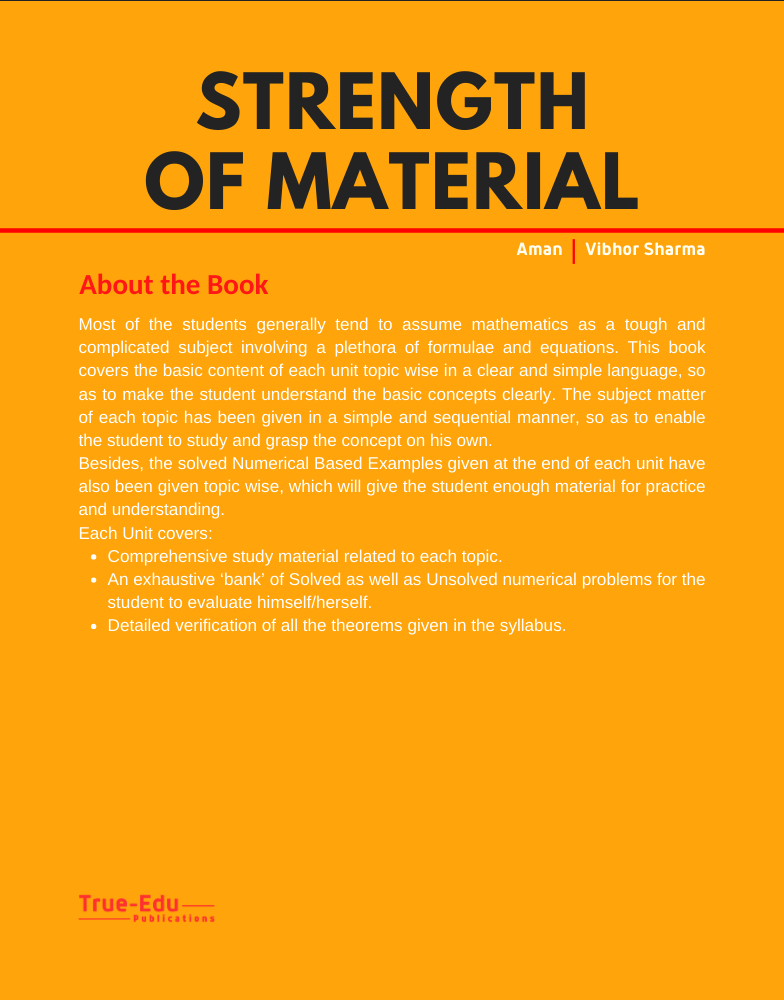 STRENGTH
OF MATERIAL
Aman | Vibhor Sharma
About the Book
Most of the students generally tend to assume mathematics as a tough and
complicated subject involving a plethora of formulae and equations. This book
covers the basic content of each unit topic wise in a clear and simple language, so
as to make the student understand the basic concepts clearly. The subject matter
of each topic has been given in a simple and sequential manner, so as to enable
the student to study and grasp the concept on his own.
Besides, the solved Numerical Based Examples given at the end of each unit have
also been given topic wise, which will give the student enough material for practice
and understanding.
Each Unit covers:
• Comprehensive study material related to each topic.
• An exhaustive ‘bank’ of Solved as well as Unsolved numerical problems for the
student to evaluate himself/herself.
• Detailed verification of all the theorems given in the syllabus.
True-Edu
Publications